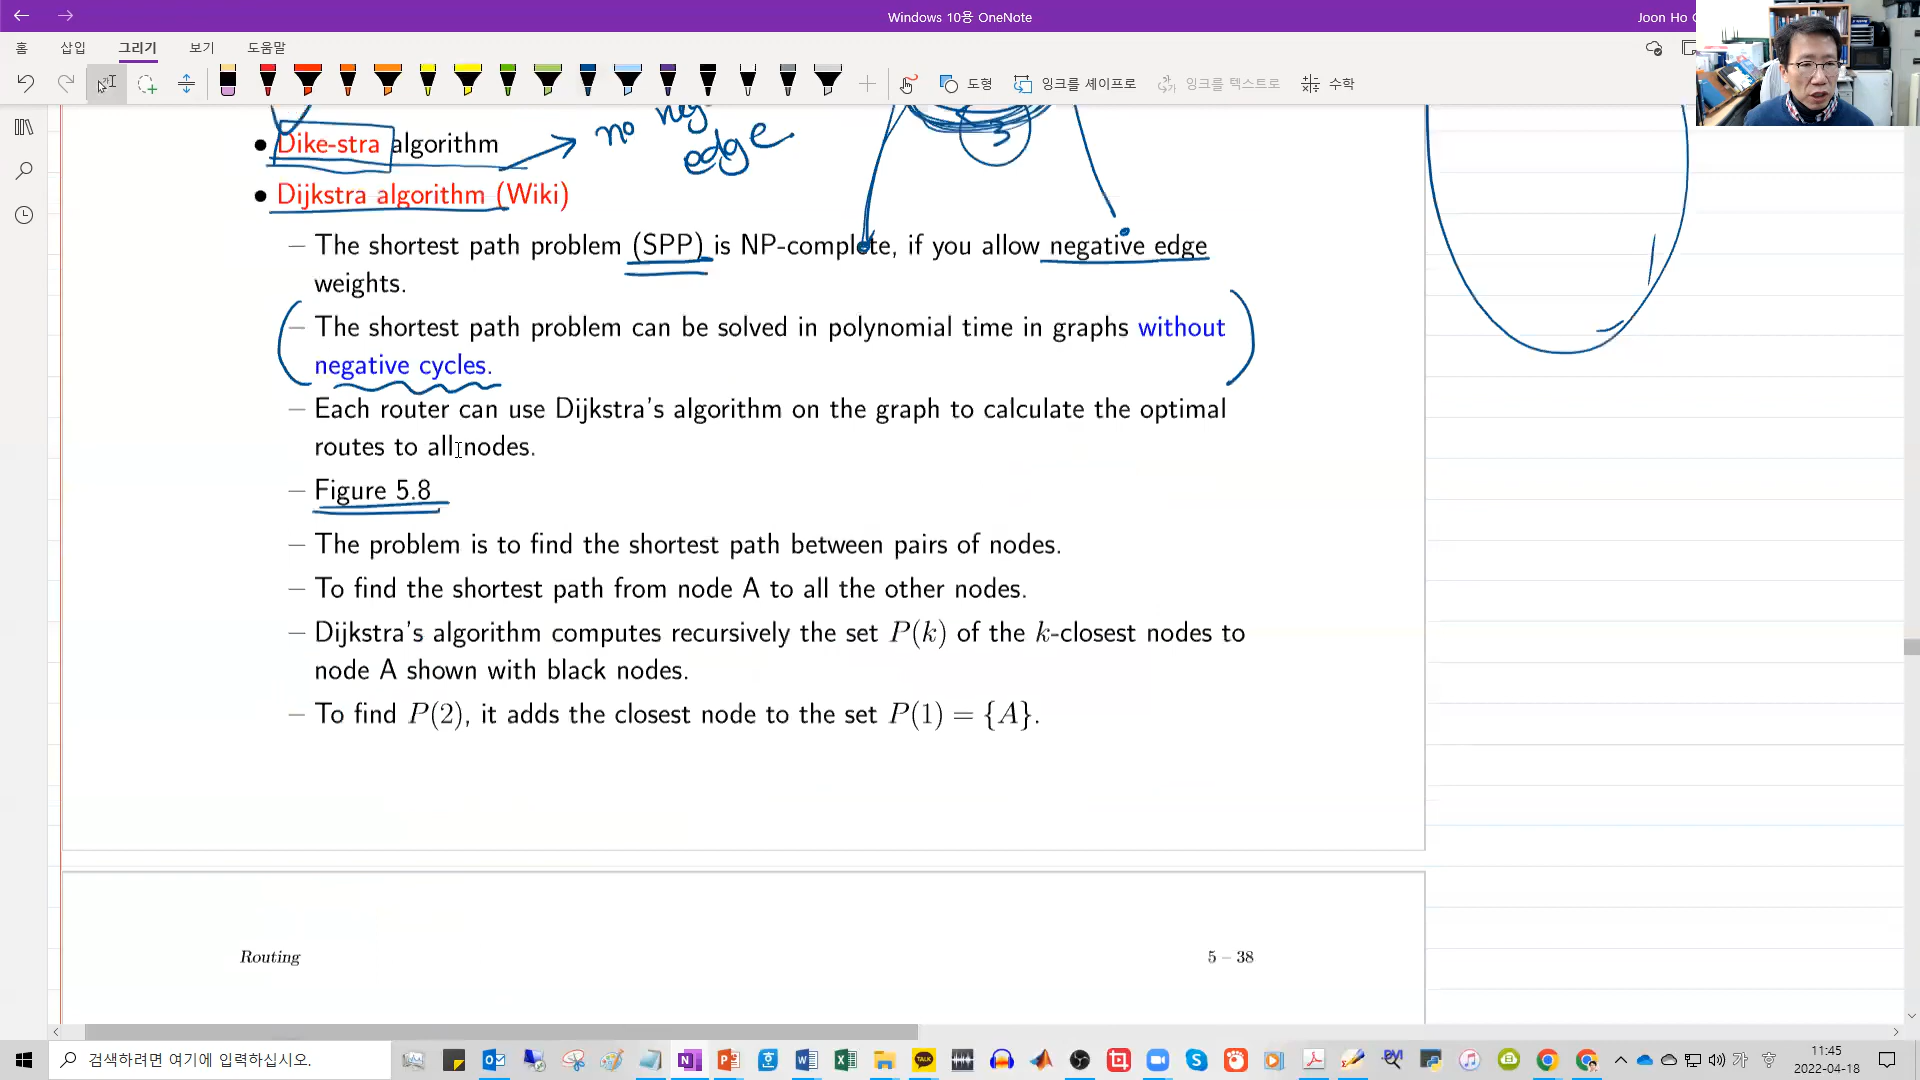 Windows 10용 OneNote
Joon Ho
홈 삽입 그리기 보기 도움말
도형 잉크를 셰이프로 잉크를 텍스트로 수학
no neg
edge
3
● Dike-stra algorithm
● Dijkstra algorithm (Wiki)
– The shortest path problem (SPP) is NP-complete, if you allow negative edge
weights.
– The shortest path problem can be solved in polynomial time in graphs without
negative cycles.
– Each router can use Dijkstra's algorithm on the graph to calculate the optimal
routes to all nodes.
– Figure 5.8
– The problem is to find the shortest path between pairs of nodes.
– To find the shortest path from node A to all the other nodes.
– Dijkstra's algorithm computes recursively the set P(k) of the k-closest nodes to
node A shown with black nodes.
– To find P(2), it adds the closest node to the set P(1) = {A}.
Routing 5 – 38
검색하려면 여기에 입력하십시오.
가
11:45
2022-04-18